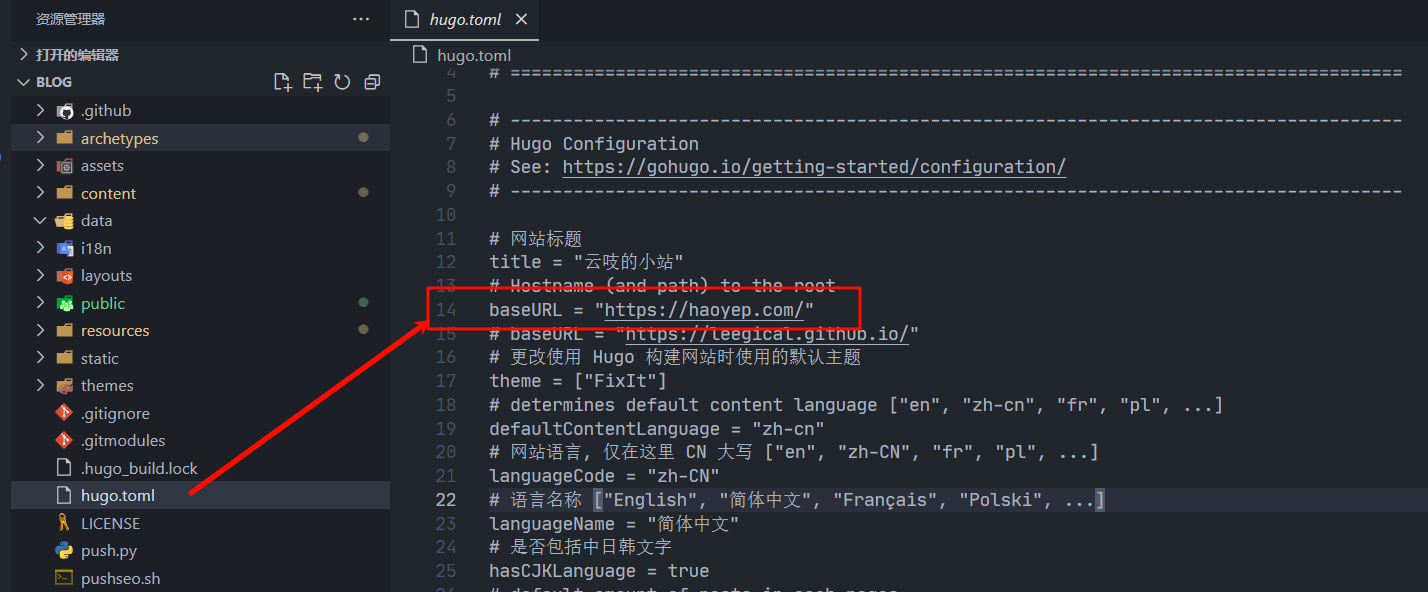 资源管理器
打开的编辑器
BLOG
.github
archetypes
assets
content
data
i18n
layouts
public
resources
static
themes
.gitignore
.gitmodules
.hugo_build.lock
hugo.toml
LICENSE
push.py
pushseo.sh
hugo.toml
hugo.toml
4 # =====================================================================================
5
6 # -------------------------------------------------------------------------------------
7 # Hugo Configuration
8 # See: https://gohugo.io/getting-started/configuration/
9 # -------------------------------------------------------------------------------------
10
11 # 网站标题
12 title = "云吱的小站"
13 # Hostname (and path) to the root
14 baseURL = "https://haoyep.com/"
15 # baseURL = "https://leegical.github.io/"
16 # 更改使用 Hugo 构建网站时使用的默认主题
17 theme = ["FixIt"]
18 # determines default content language ["en", "zh-cn", "fr", "pl", ...]
19 defaultContentLanguage = "zh-cn"
20 # 网站语言, 仅在这里 CN 大写 ["en", "zh-CN", "fr", "pl", ...]
21 languageCode = "zh-CN"
22 # 语言名称 ["English", "简体中文", "Français", "Polski", ...]
23 languageName = "简体中文"
24 # 是否包括中日韩文字
25 hasCJKLanguage = true
26 # default amount of posts in each pages